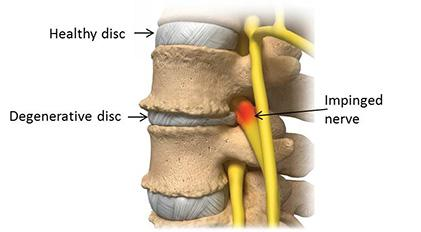 Healthy disc
Degenerative disc
Impinged
nerve